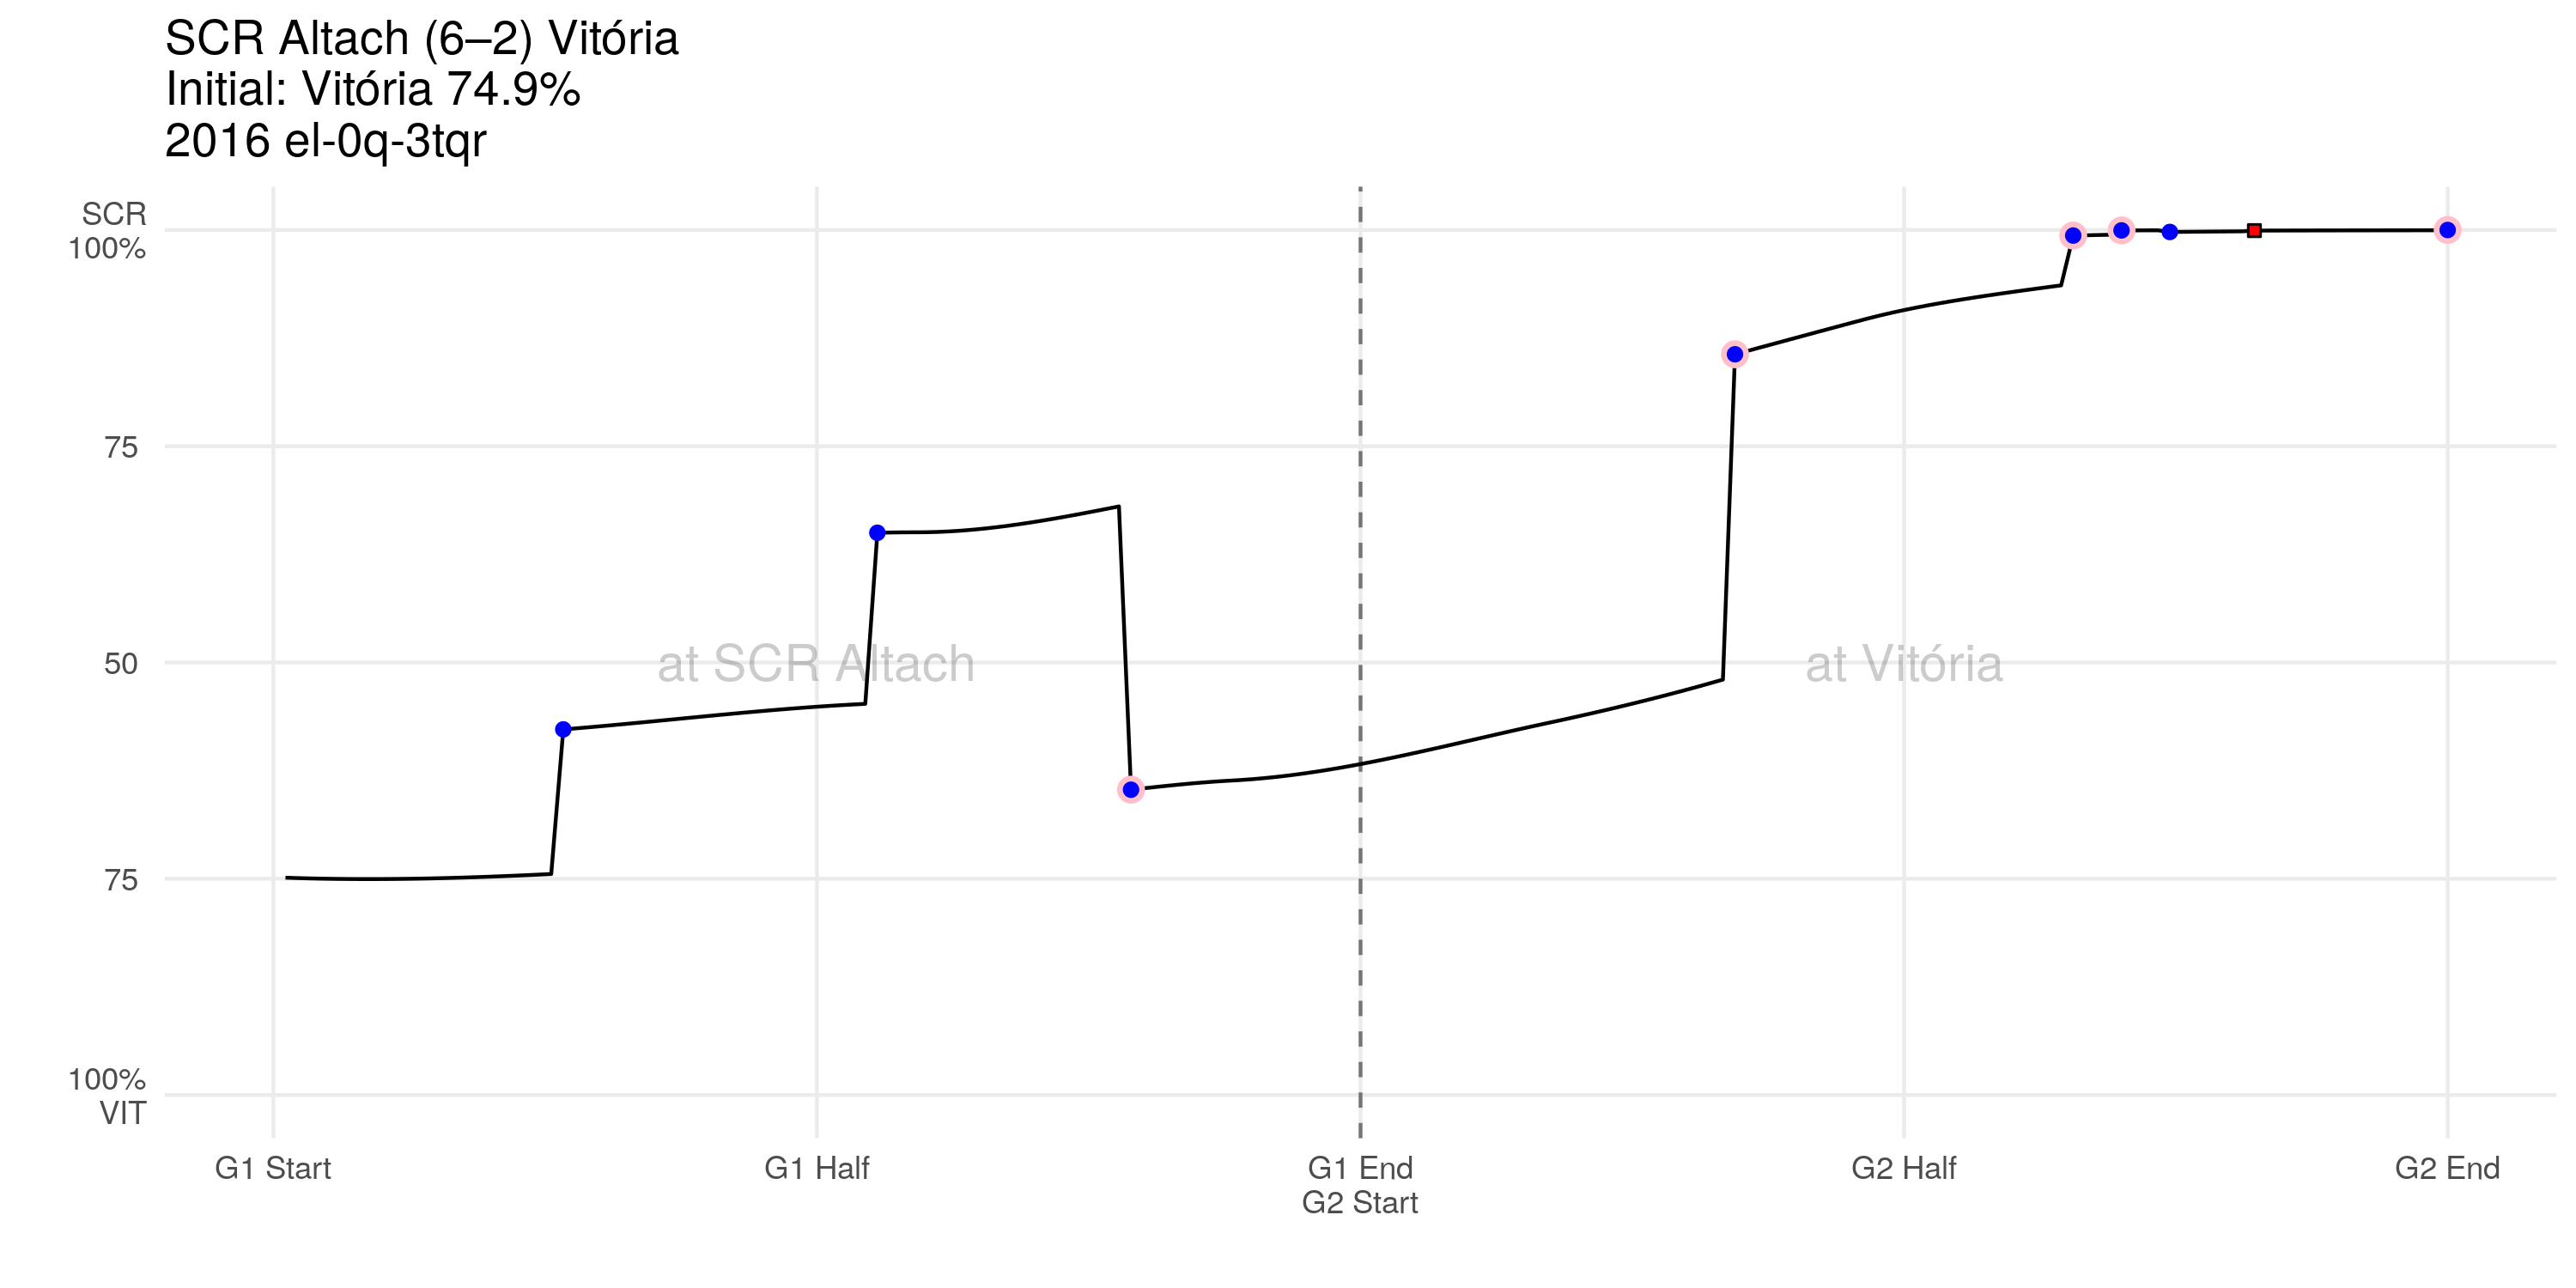 SCR Altach (6–2) Vitória
Initial: Vitória 74.9%
2016 el-0q-3tqr
SCR
100%
75
50
75
100%
VIT
at SCR Altach
at Vitória
G1 Start
G1 Half
G1 End
G2 Start
G2 Half
G2 End